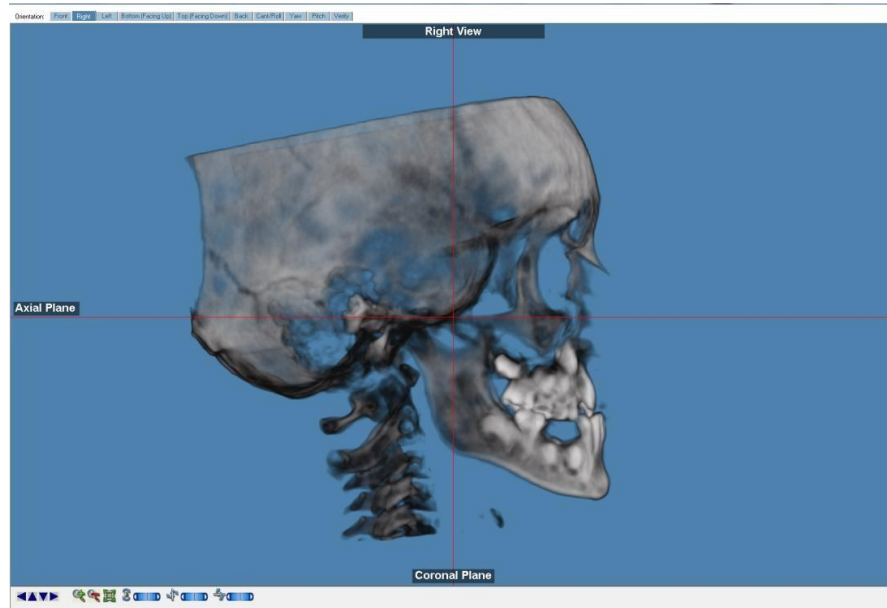 Orientation: Front Right Left Bottom (Facing Up) Top (Facing Down) Back Cant/Roll Yaw Pitch Verify
Right View
Axial Plane
Coronal Plane